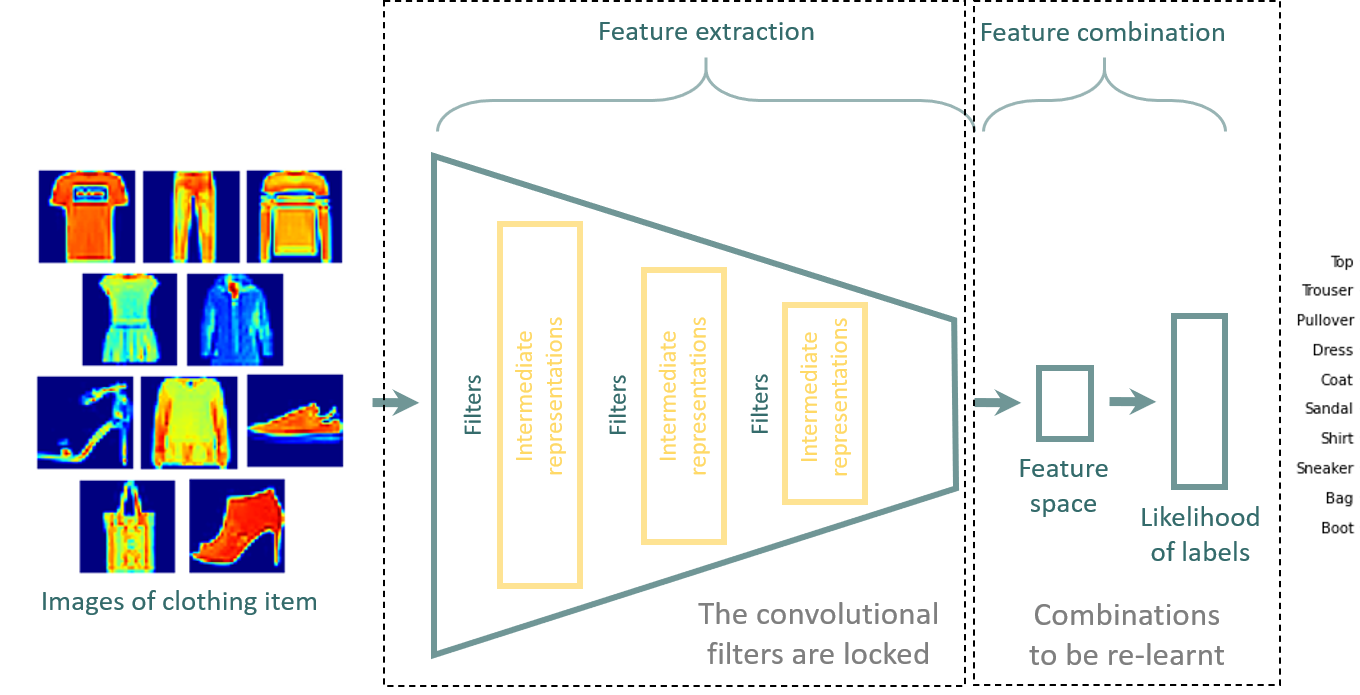 Feature extraction
Feature combination
Images of clothing item
Filters
Intermediate
representations
Filters
Intermediate
representations
Filters
Intermediate
representations
The convolutional
filters are locked
Feature
space
Likelihood
of labels
Combinations
to be re-learnt
Top
Trouser
Pullover
Dress
Coat
Sandal
Shirt
Sneaker
Bag
Boot